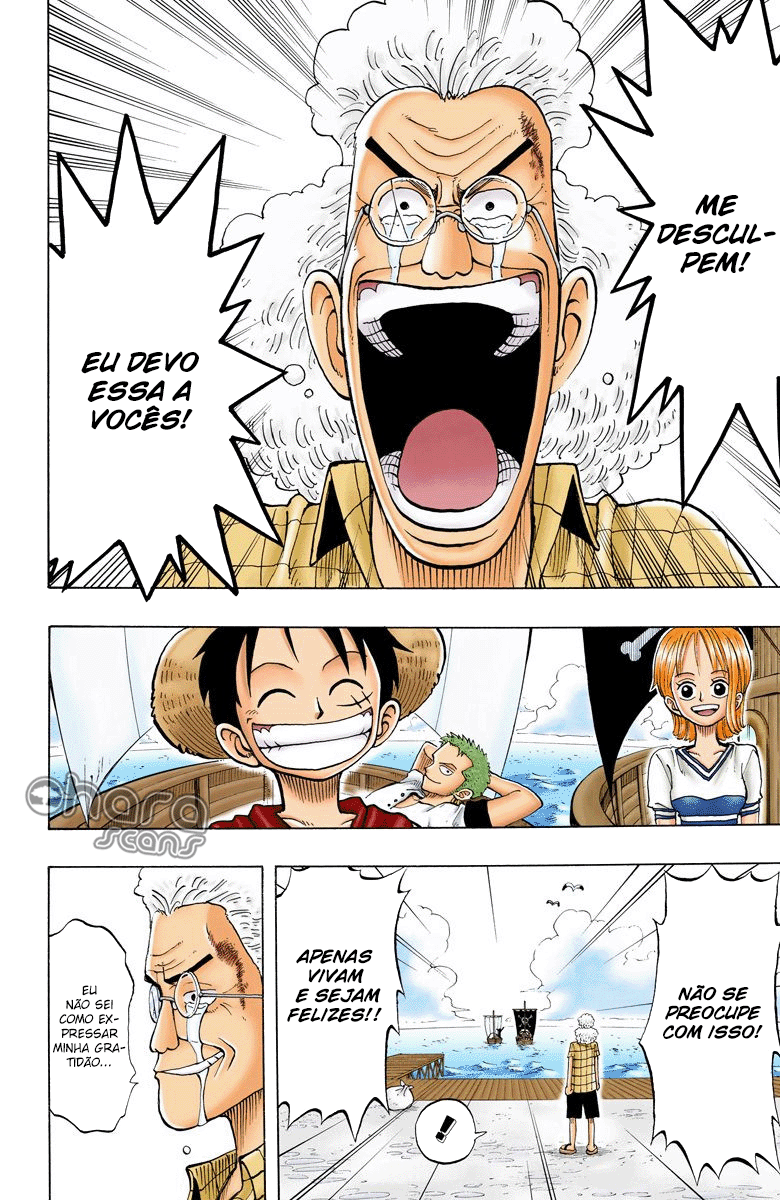 ME
DESCUL-
PEM!
EU DEVO
ESSA A
VOCÊS!
Ohara
scans
NÃO SE
PREOCUPE
COM ISSO!
APENAS
VIVAM
E SEJAM
FELIZES!!
!
EU
NÃO SEI
COMO EX-
PRESSAR
MINHA GRA-
TIDÃO...